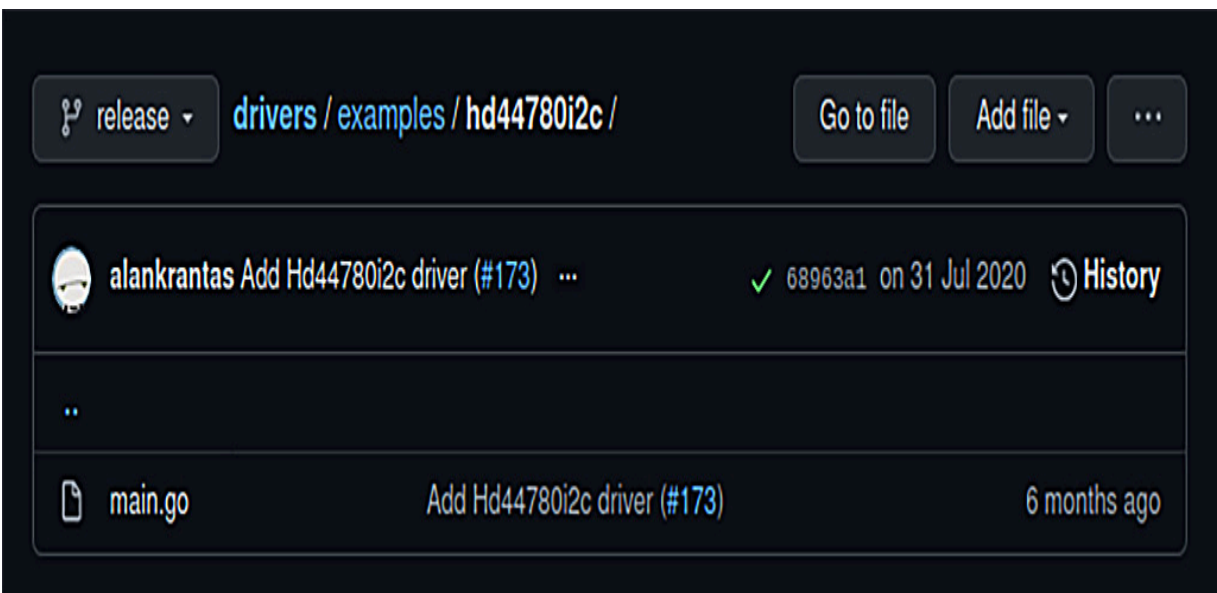 release drivers / examples / hd44780i2c / Go to file Add file ...
alankrantas Add Hd44780i2c driver (#173) ... 68963a1 on 31 Jul 2020 History
..
main.go Add Hd44780i2c driver (#173) 6 months ago